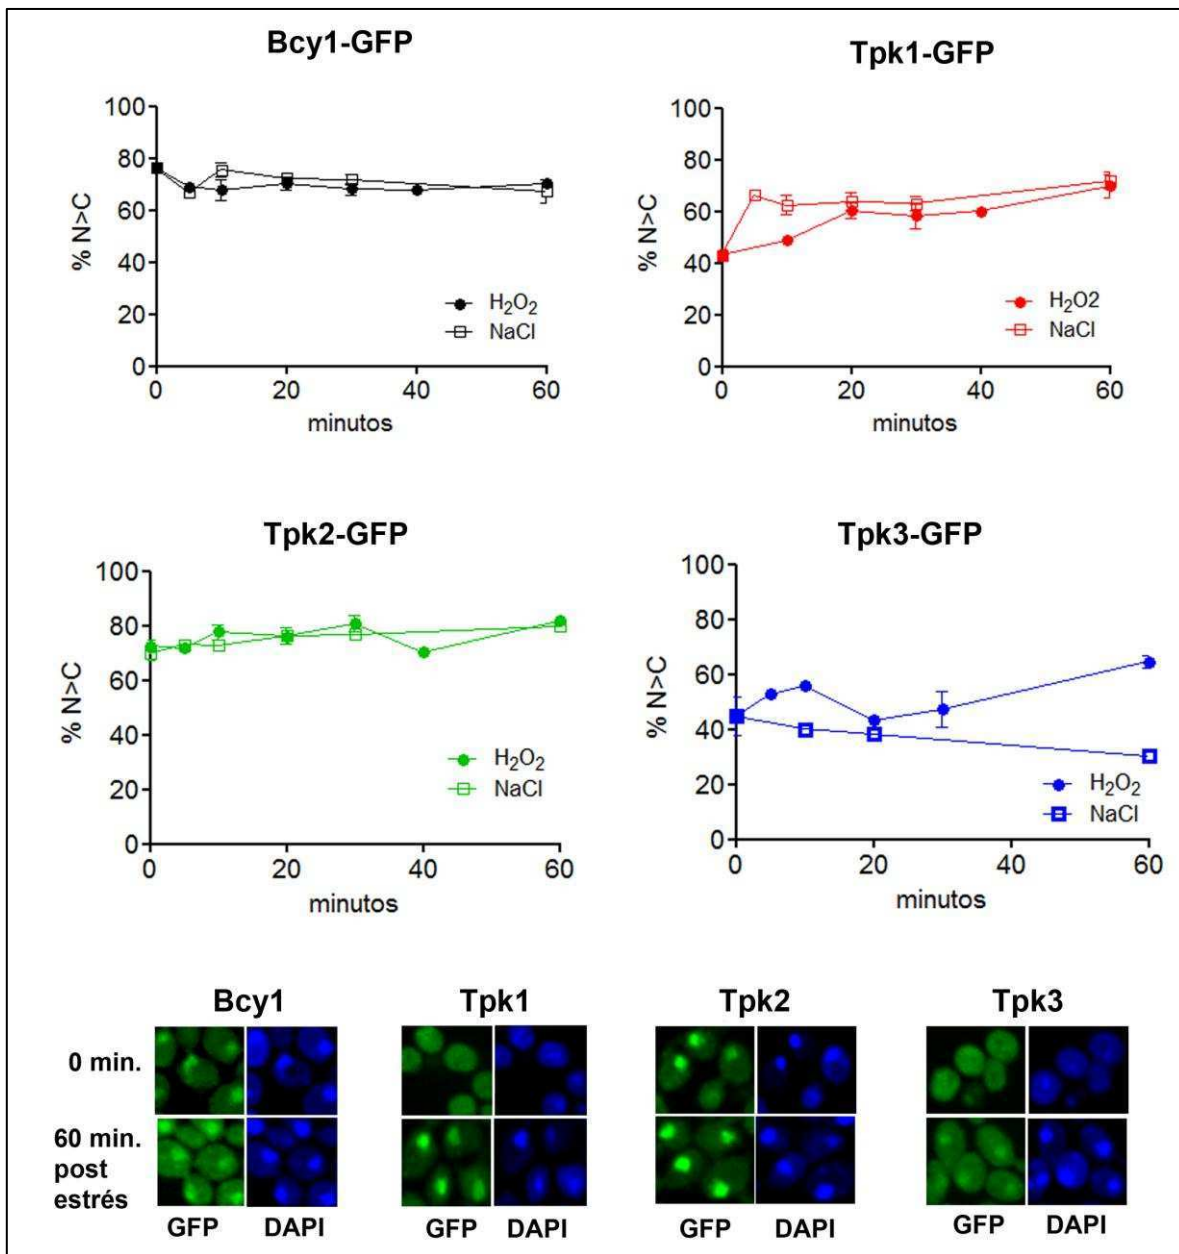 Bcy1-GFP
100
80
60
40
20
0
% N>C
H₂O₂
NaCl
0 20 40 60
minutos
Tpk1-GFP
100
80
60
40
20
0
% N>C
H₂O2
NaCl
0 20 40 60
minutos
Tpk2-GFP
100
80
60
40
20
0
% N>C
H₂O₂
NaCl
0 20 40 60
minutos
Tpk3-GFP
100
80
60
40
20
0
% N>C
H₂O₂
NaCl
0 20 40 60
minutos
Bcy1 Tpk1 Tpk2 Tpk3
0 min.
60 min.
post
estrés
GFP DAPI GFP DAPI GFP DAPI GFP DAPI